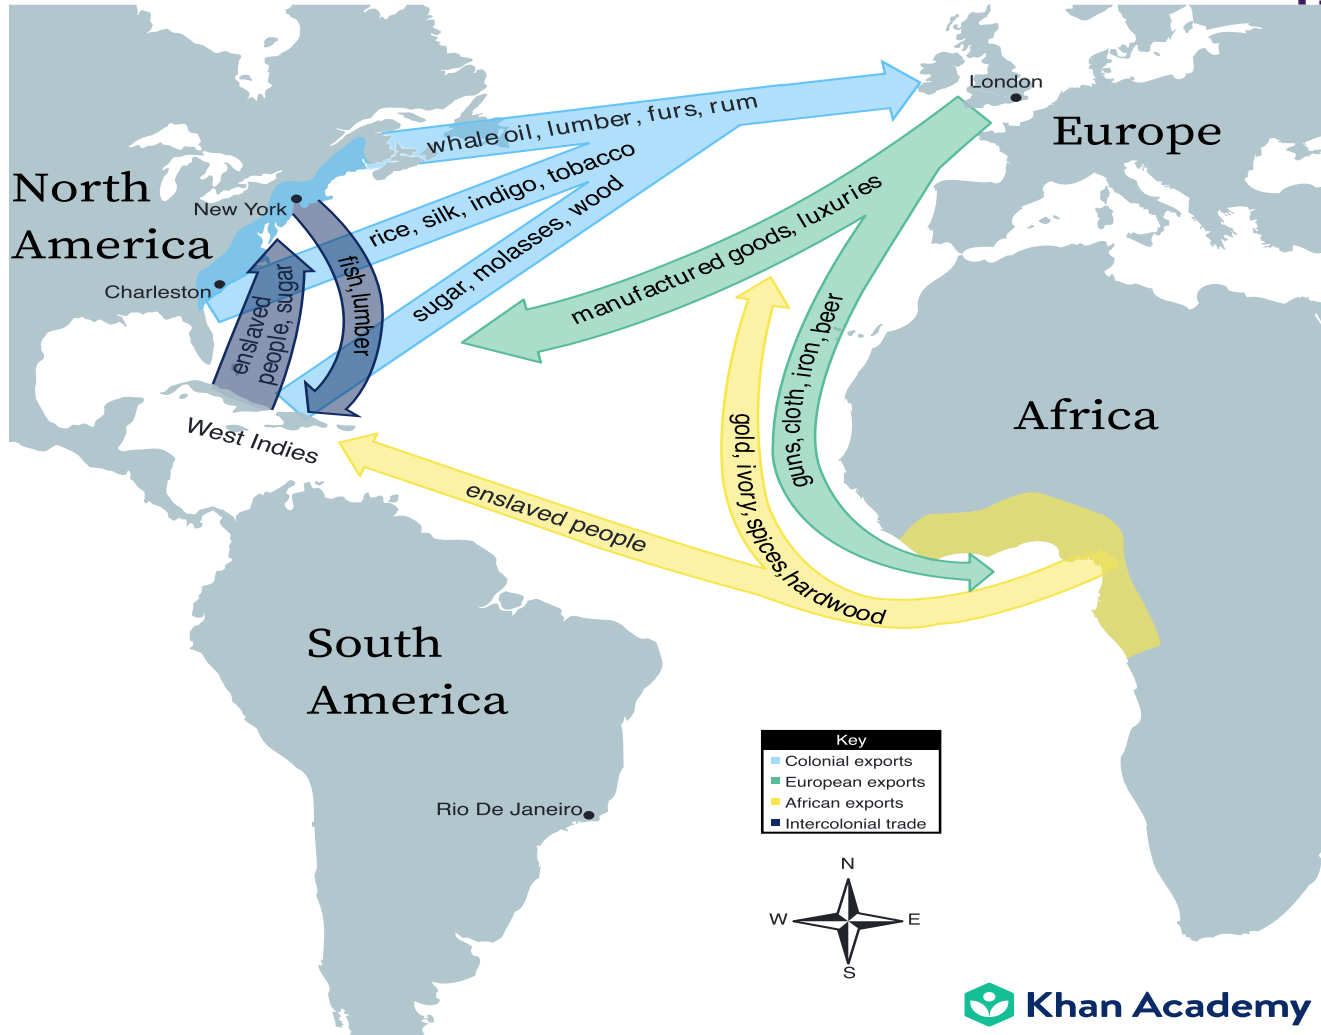 London
Europe
whale oil, lumber, furs, rum
North
America
New York
rice, silk, indigo, tobacco
sugar, molasses, wood
manufactured goods, luxuries
Charleston
fish, lumber
enslaved
people, sugar
guns, cloth, iron, beer
Africa
West Indies
gold, ivory, spices, hardwood
enslaved people
South
America
Rio De Janeiro
Key
Colonial exports
European exports
African exports
Intercolonial trade
N
W
E
S
Khan Academy